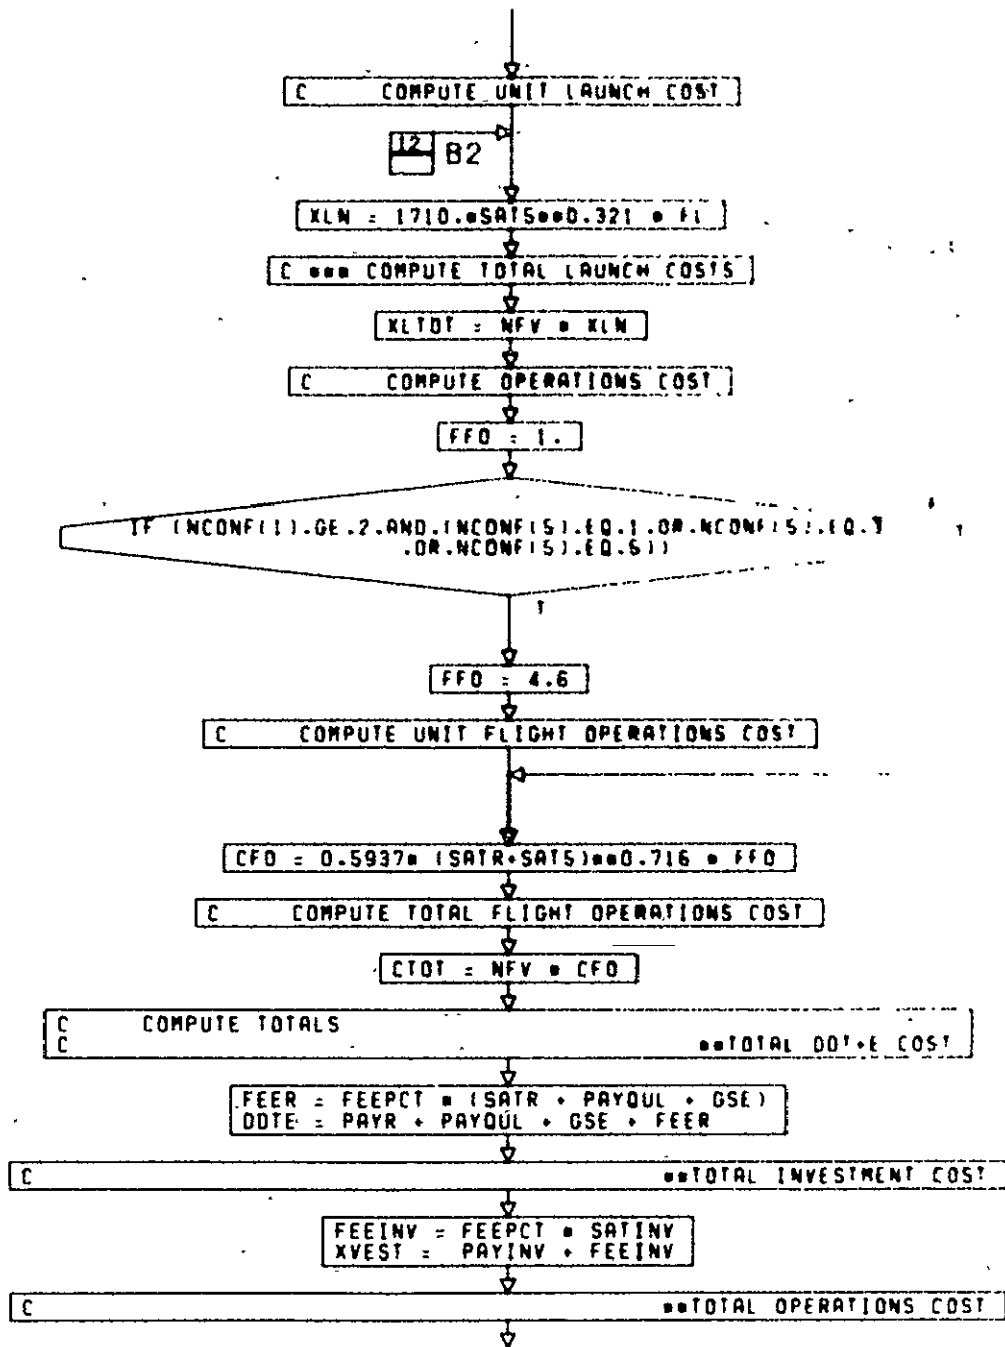 C COMPUTE UNIT LAUNCH COST
12 B2
XLN = 1710.*SATS**0.321 * FL
C *** COMPUTE TOTAL LAUNCH COSTS
XLTOT = NFV * XLN
C COMPUTE OPERATIONS COST
FFO = 1.
IF (NCONF(1).GE.2.AND.(NCONF(5).EQ.1.OR.NCONF(5).EQ.
.OR.NCONF(5).EQ.5))
T
FFO = 4.6
C COMPUTE UNIT FLIGHT OPERATIONS COST
CFO = 0.5937* (SATR+SATS)**0.716 * FFO
C COMPUTE TOTAL FLIGHT OPERATIONS COST
CTOT = NFV * CFO
C COMPUTE TOTALS
C **TOTAL DDT+E COST
FEER = FEEPCT * (SATR + PAYQUL + GSE)
DDTE = PAYR + PAYQUL + GSE + FEER
C **TOTAL INVESTMENT COST
FEEINV = FEEPCT * SATINV
XVEST = PAYINV + FEEINV
C **TOTAL OPERATIONS COST